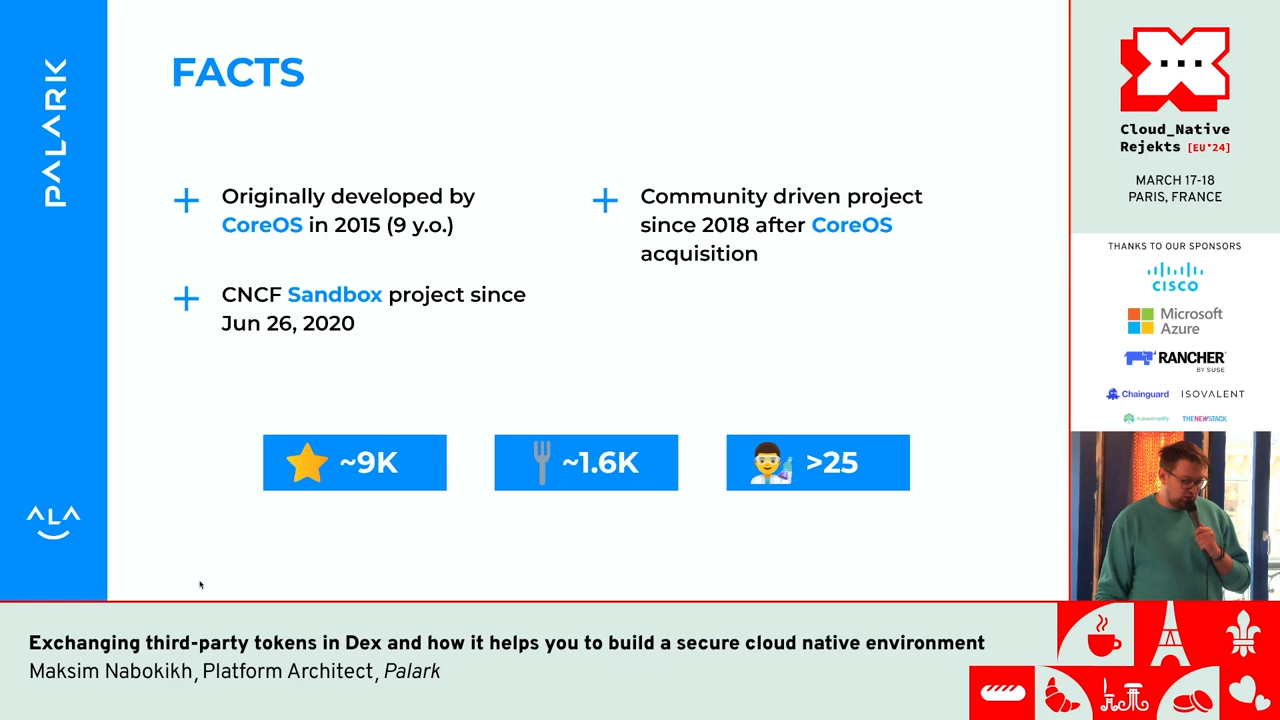 PALARK
FACTS
Originally developed by
CoreOS in 2015 (9 y.o.)
CNCF Sandbox project since
Jun 26, 2020
Community driven project
since 2018 after CoreOS
acquisition
~9K
~1.6K
>25
Cloud_Native
Rejekts [EU'24]
MARCH 17-18
PARIS, FRANCE
THANKS TO OUR SPONSORS
CISCO
Microsoft
Azure
RANCHER
BY SUSE
Chainguard
ISOVALENT
kubesimplify
THENEWSTACK
Exchanging third-party tokens in Dex and how it helps you to build a secure cloud native environment
Maksim Nabokikh, Platform Architect, Palark